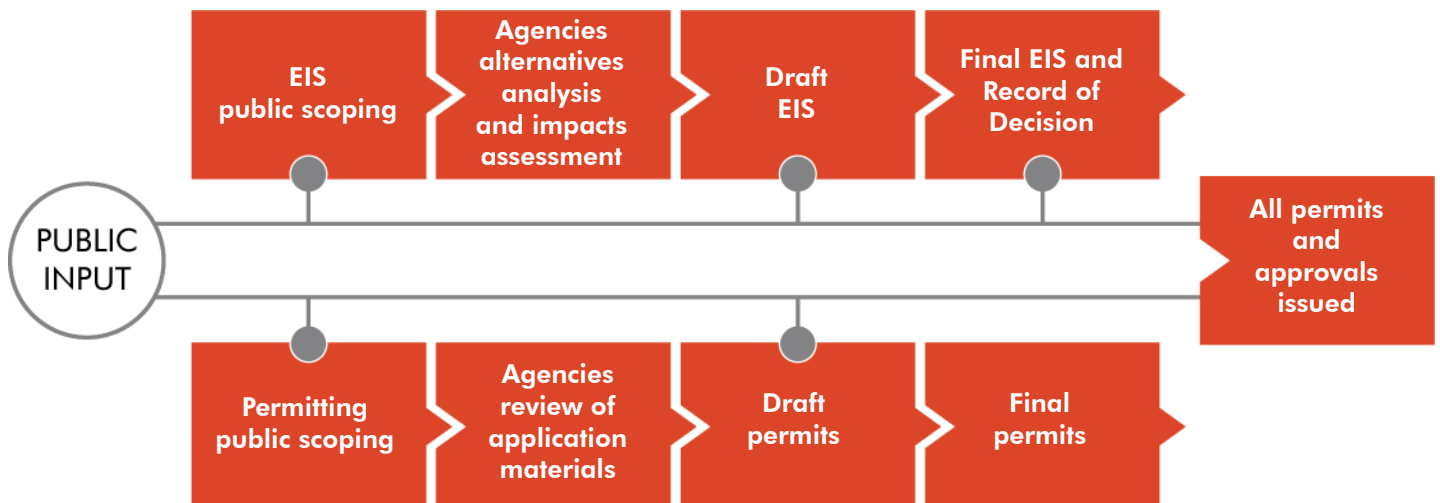 EIS
public scoping
Agencies
alternatives
analysis
and impacts
assessment
Draft
EIS
Final EIS and
Record of
Decision
PUBLIC
INPUT
All permits
and
approvals
issued
Permitting
public scoping
Agencies
review of
application
materials
Draft
permits
Final
permits